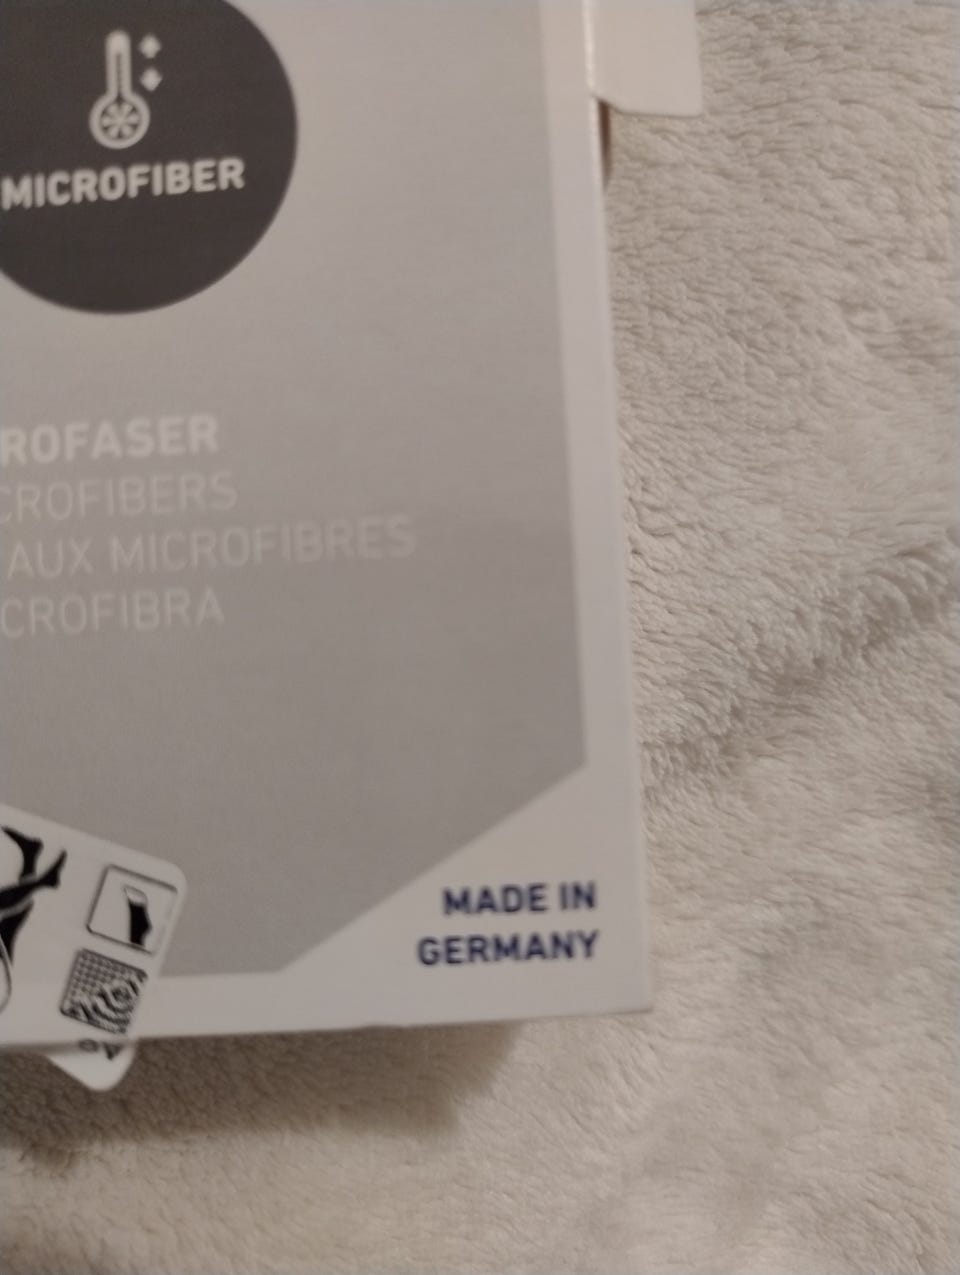 MICROFIBER
ROFASER
CROFIBERS
AUX MICROFIBRES
CROFIBRA
MADE IN
GERMANY